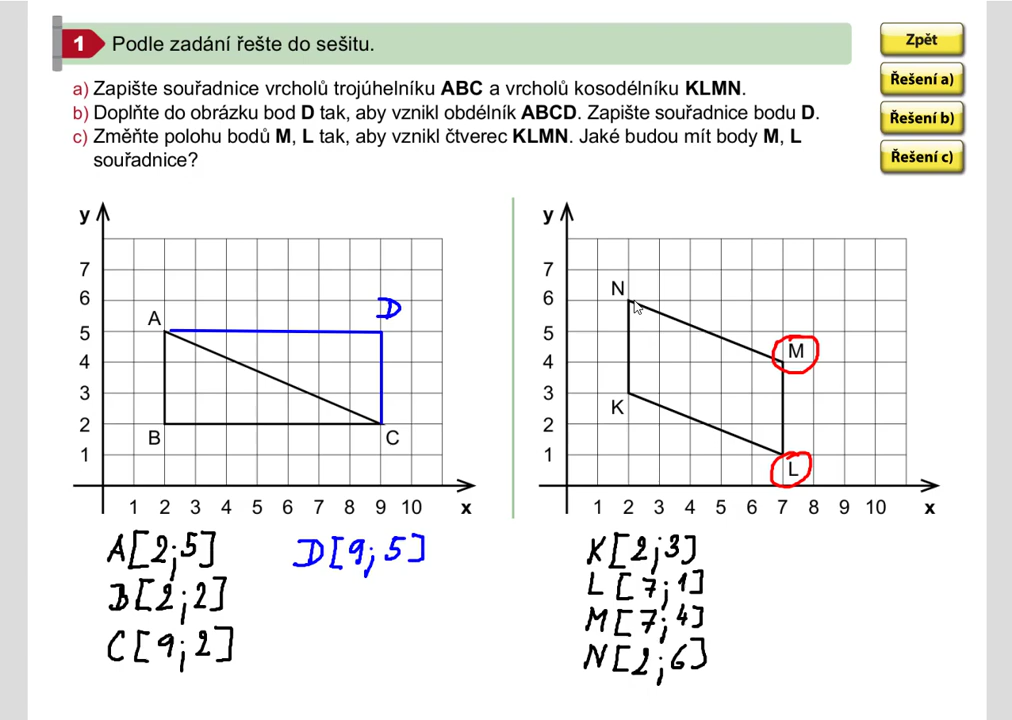 1 Podle zadání řešte do sešitu.
Zpět
Řešení a)
Řešení b)
Řešení c)
a) Zapište souřadnice vrcholů trojúhelníku ABC a vrcholů kosodélníku KLMN.
b) Doplňte do obrázku bod D tak, aby vznikl obdélník ABCD. Zapište souřadnice bodu D.
c) Změňte polohu bodů M, L tak, aby vznikl čtverec KLMN. Jaké budou mít body M, L
souřadnice?
y
7
6
5
4
3
2
1
A
D
B
C
1 2 3 4 5 6 7 8 9 10 x
y
7
6
5
4
3
2
1
N
M
K
L
1 2 3 4 5 6 7 8 9 10 x
A[2;5]
B[2;2]
C[9;2]
D[9;5]
K[2;3]
L[7;1]
M[7;4]
N[2;6]